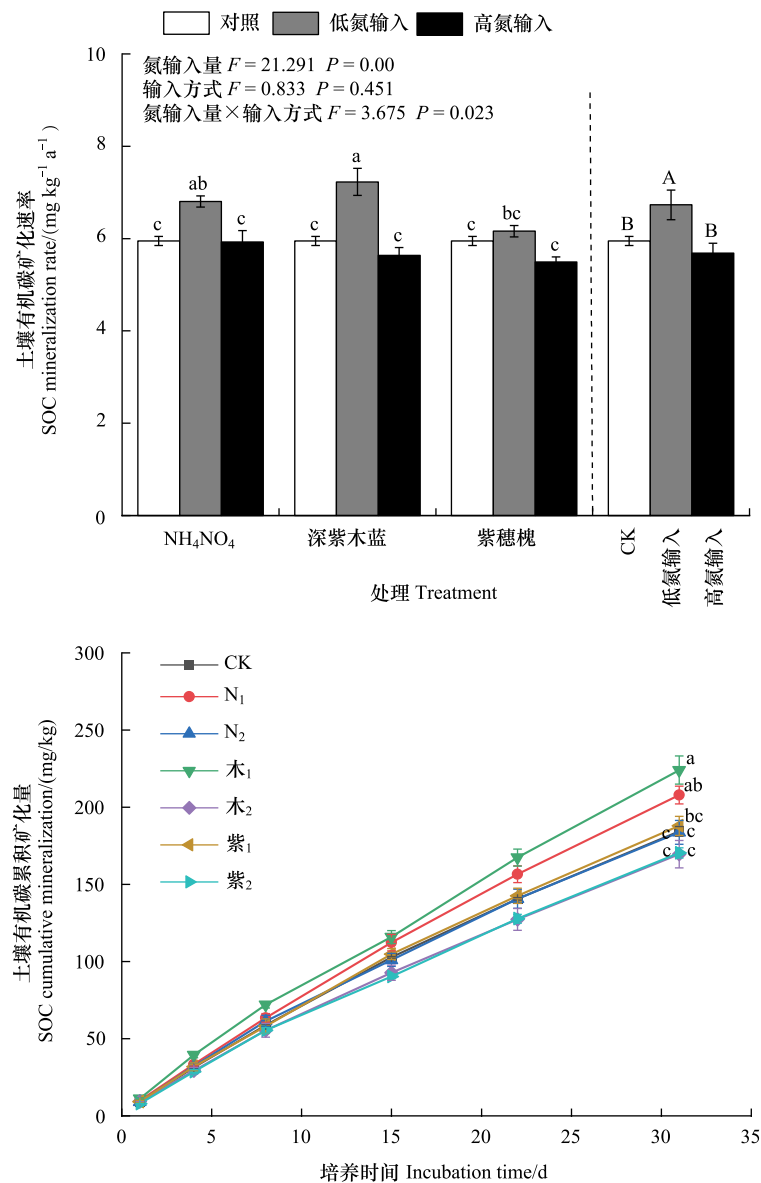 对照 低氮输入 高氮输入
氮输入量 F = 21.291 P = 0.00
输入方式 F = 0.833 P = 0.451
氮输入量×输入方式 F = 3.675 P = 0.023
土壤有机碳矿化速率
SOC mineralization rate/(mg kg⁻¹ a⁻¹ )
10
8
6
4
2
0
c ab c
c a c
c bc c
B A B
NH₄NO₄ 深紫木蓝 紫穗槐 CK 低氮输入 高氮输入
处理 Treatment
土壤有机碳累积矿化量
SOC cumulative mineralization/(mg/kg)
300
250
200
150
100
50
0
CK
N₁
N₂
木₁
木₂
紫₁
紫₂
a
ab
bc
c c
c c
0 5 10 15 20 25 30 35
培养时间 Incubation time/d